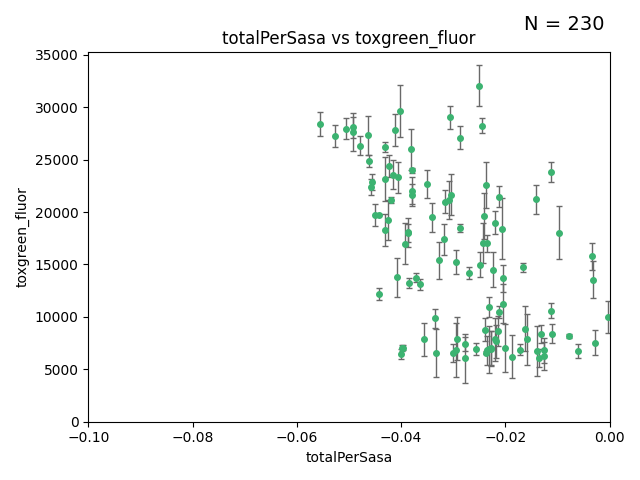 N = 230
totalPerSasa vs toxgreen_fluor
35000
30000
25000
20000
15000
10000
5000
0
toxgreen_fluor
−0.10 −0.08 −0.06 −0.04 −0.02 0.00
totalPerSasa